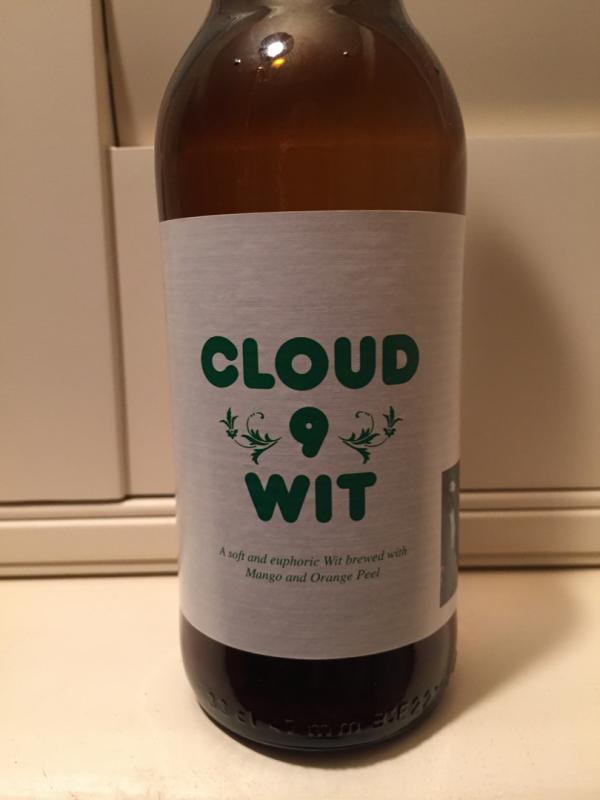 CLOUD
9
WIT
A soft and euphoric Wit brewed with
Mango and Orange Peel